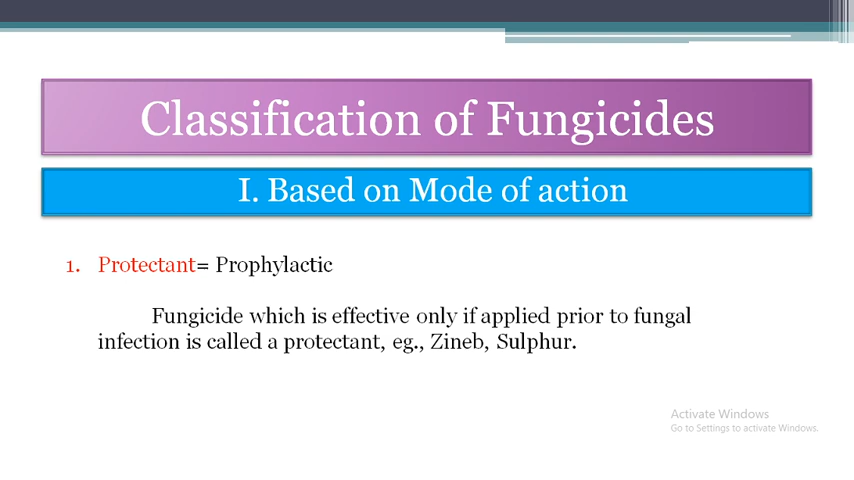 Classification of Fungicides
I. Based on Mode of action
1. Protectant= Prophylactic
Fungicide which is effective only if applied prior to fungal
infection is called a protectant, eg., Zineb, Sulphur.
Activate Windows
Go to Settings to activate Windows.